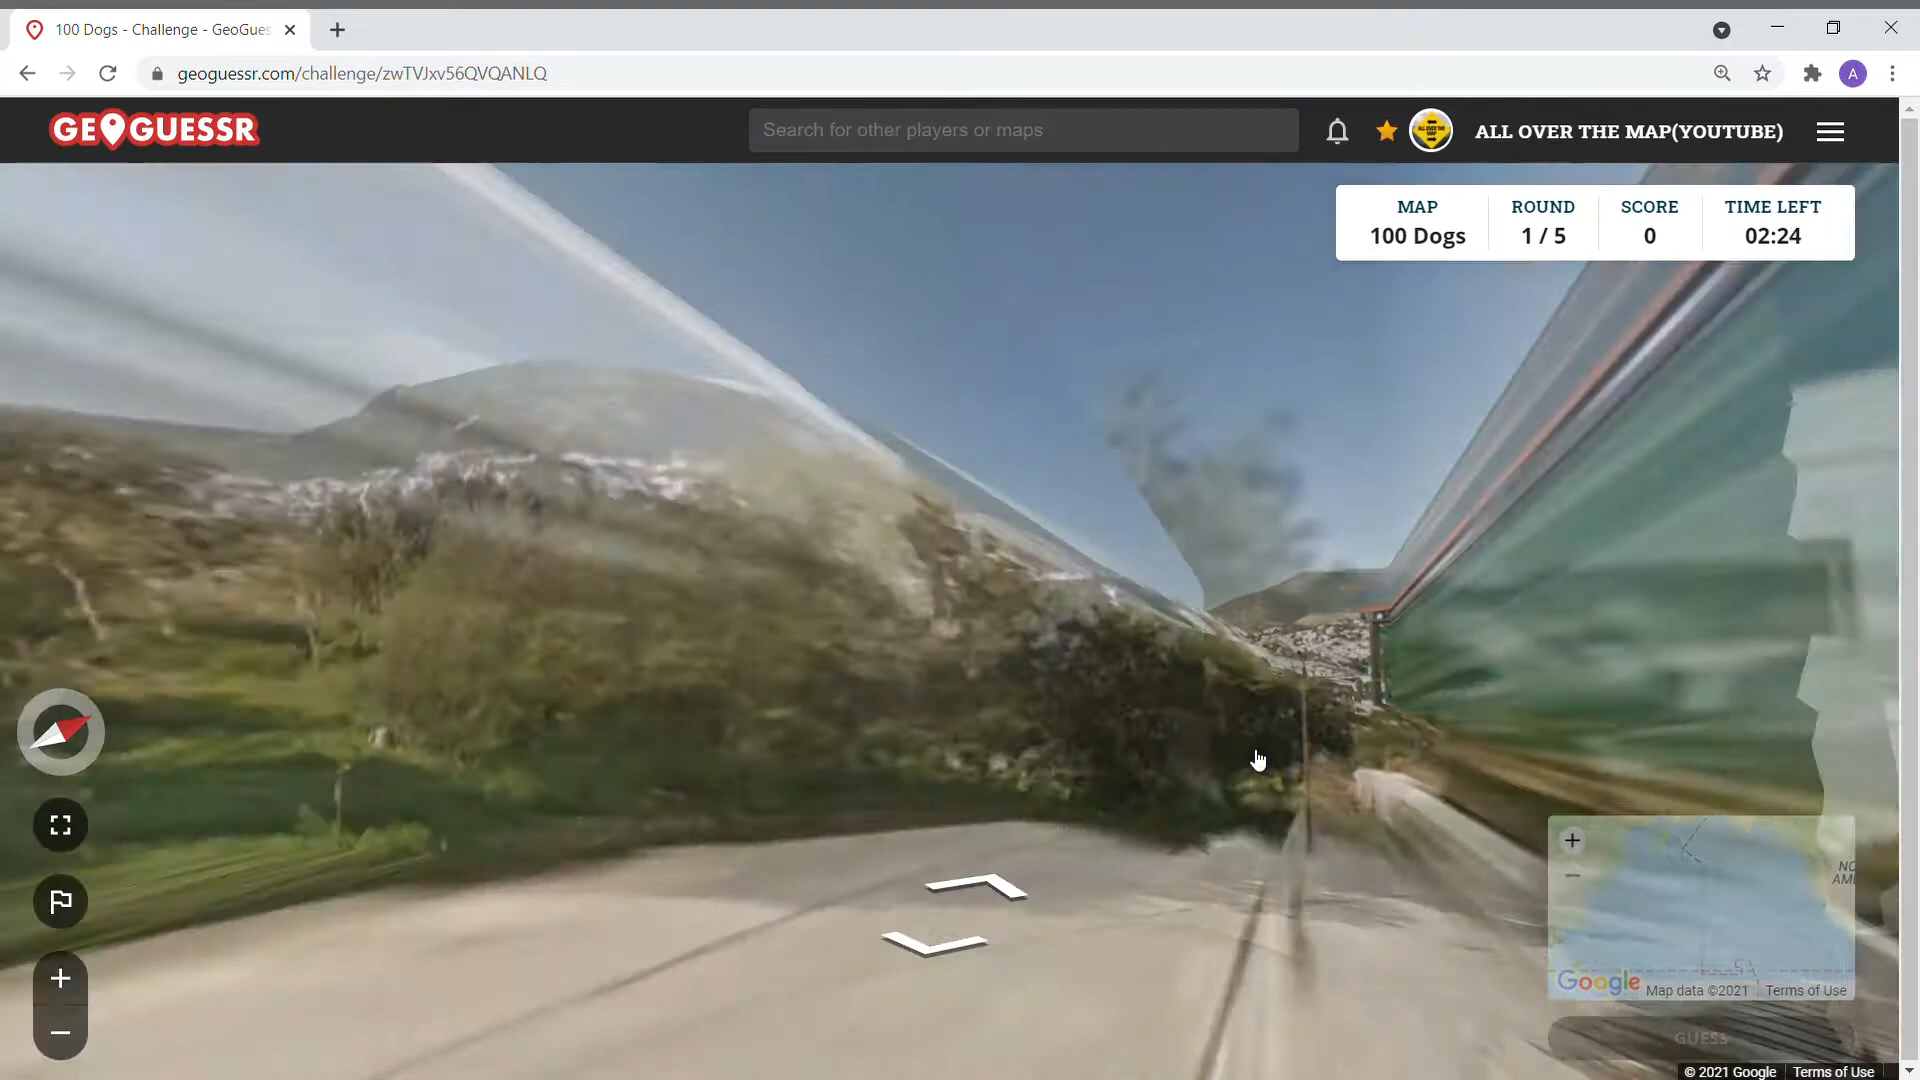 100 Dogs - Challenge - GeoGues
geoguessr.com/challenge/zwTVJxv56QVQANLQ
A
GEOGUESSR
Search for other players or maps
ALL OVER THE MAP(YOUTUBE)
MAP ROUND SCORE TIME LEFT
100 Dogs 1 / 5 0 02:24
NO
AME
Google Map data ©2021 Terms of Use
GUESS
© 2021 Google Terms of Use